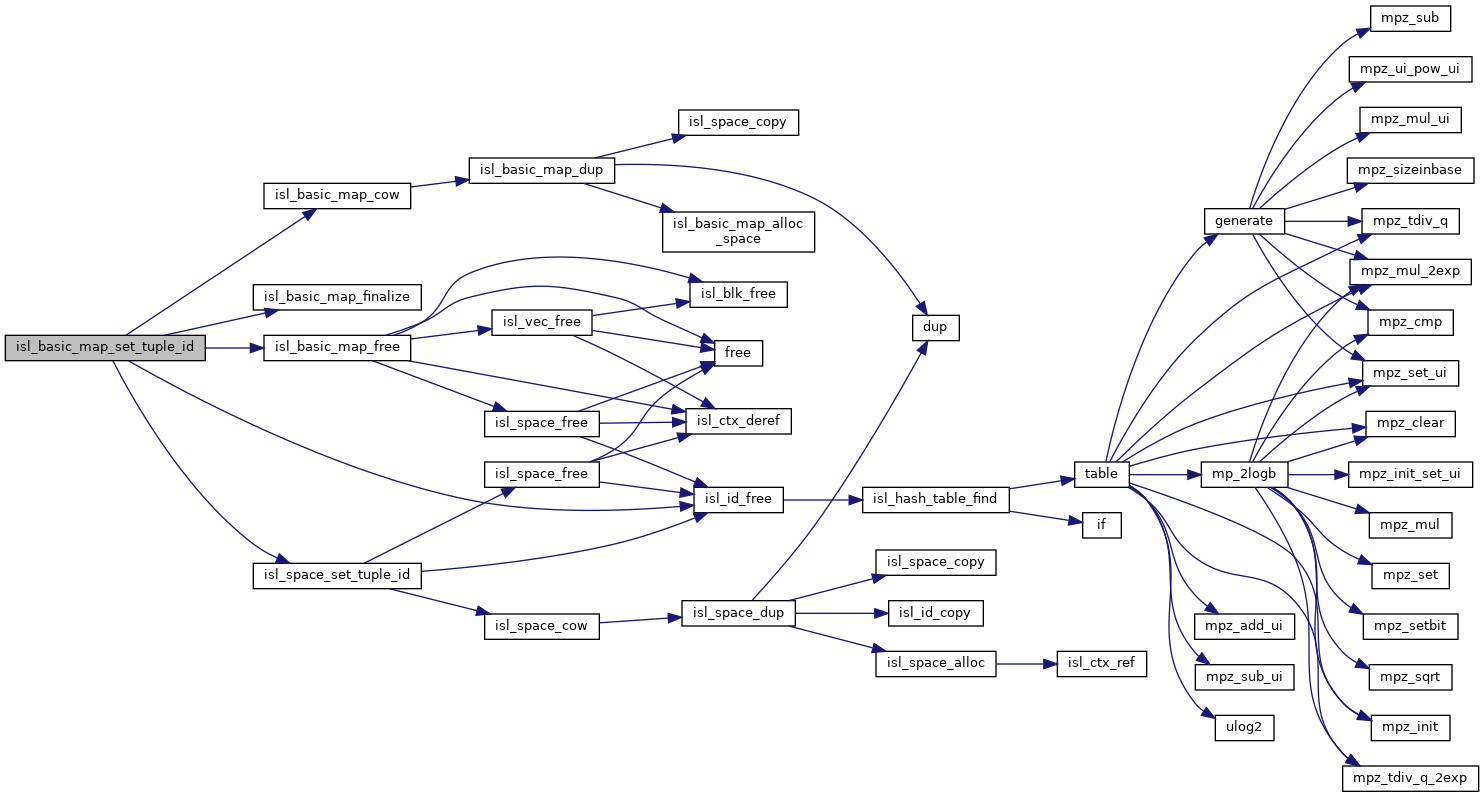 mpz_sub
mpz_ui_pow_ui
mpz_mul_ui
isl_space_copy
isl_basic_map_dup
mpz_sizeinbase
isl_basic_map_cow
generate
mpz_tdiv_q
isl_basic_map_alloc
_space
mpz_mul_2exp
isl_basic_map_finalize
isl_blk_free
isl_vec_free
dup
mpz_cmp
isl_basic_map_set_tuple_id
isl_basic_map_free
free
mpz_set_ui
isl_space_free
isl_ctx_deref
mpz_clear
isl_space_free
table
mp_2logb
mpz_init_set_ui
isl_id_free
isl_hash_table_find
if
mpz_mul
isl_space_copy
isl_space_set_tuple_id
mpz_set
isl_space_cow
isl_space_dup
isl_id_copy
mpz_add_ui
mpz_setbit
isl_space_alloc
isl_ctx_ref
mpz_sub_ui
mpz_sqrt
ulog2
mpz_init
mpz_tdiv_q_2exp